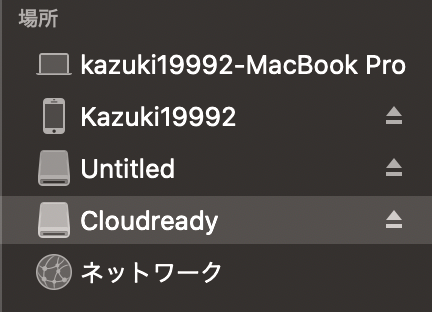 場所
kazuki19992-MacBook Pro
Kazuki19992
Untitled
Cloudready
ネットワーク